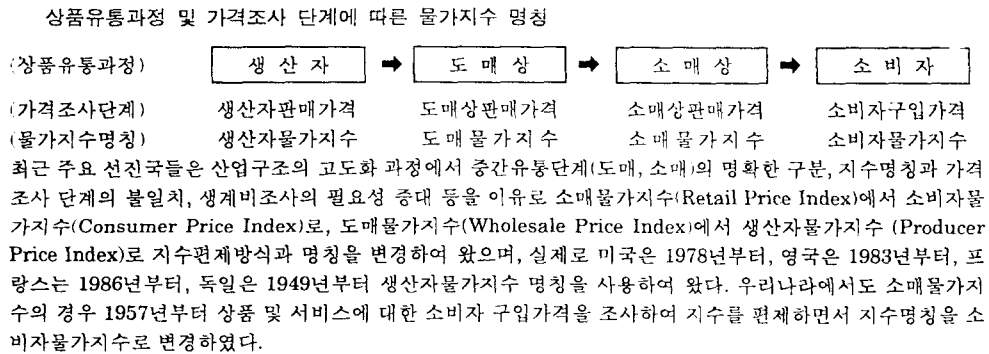 상품유통과정 및 가격조사 단계에 따른 물가지수 명칭
(상품유통과정) 생 산 자 ➡ 도 매 상 ➡ 소 매 상 ➡ 소 비 자
(가격조사단계) 생산자판매가격 도매상판매가격 소매상판매가격 소비자구입가격
(물가지수명칭) 생산자물가지수 도 매 물 가 지 수 소 매 물 가 지 수 소비자물가지수
최근 주요 선진국들은 산업구조의 고도화 과정에서 중간유통단계(도매, 소매)의 명확한 구분, 지수명칭과 가격
조사 단계의 불일치, 생계비조사의 필요성 증대 등을 이유로 소매물가지수(Retail Price Index)에서 소비자물
가지수(Consumer Price Index)로, 도매물가지수(Wholesale Price Index)에서 생산자물가지수 (Producer
Price Index)로 지수편제방식과 명칭을 변경하여 왔으며, 실제로 미국은 1978년부터, 영국은 1983년부터, 프
랑스는 1986년부터, 독일은 1949년부터 생산자물가지수 명칭을 사용하여 왔다. 우리나라에서도 소매물가지
수의 경우 1957년부터 상품 및 서비스에 대한 소비자 구입가격을 조사하여 지수를 편제하면서 지수명칭을 소
비자물가지수로 변경하였다.